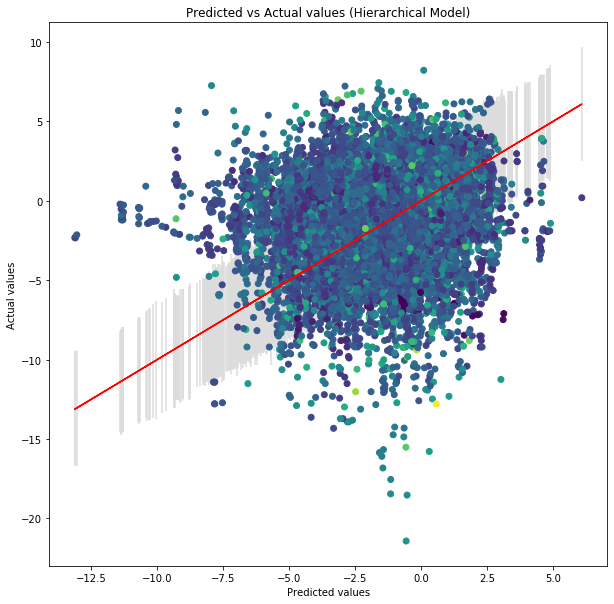 Predicted vs Actual values (Hierarchical Model)
10
5
0
−5
−10
−15
−20
Actual values
−12.5 −10.0 −7.5 −5.0 −2.5 0.0 2.5 5.0
Predicted values